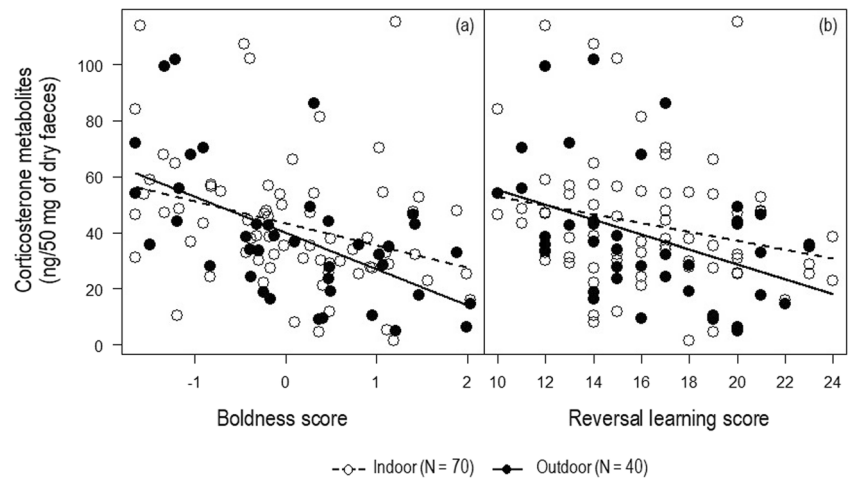 (a) (b)
Corticosterone metabolites
(ng/50 mg of dry faeces)
100
80
60
40
20
0
-1 0 1 2 10 12 14 16 18 20 22 24
Boldness score Reversal learning score
Indoor (N = 70) Outdoor (N = 40)